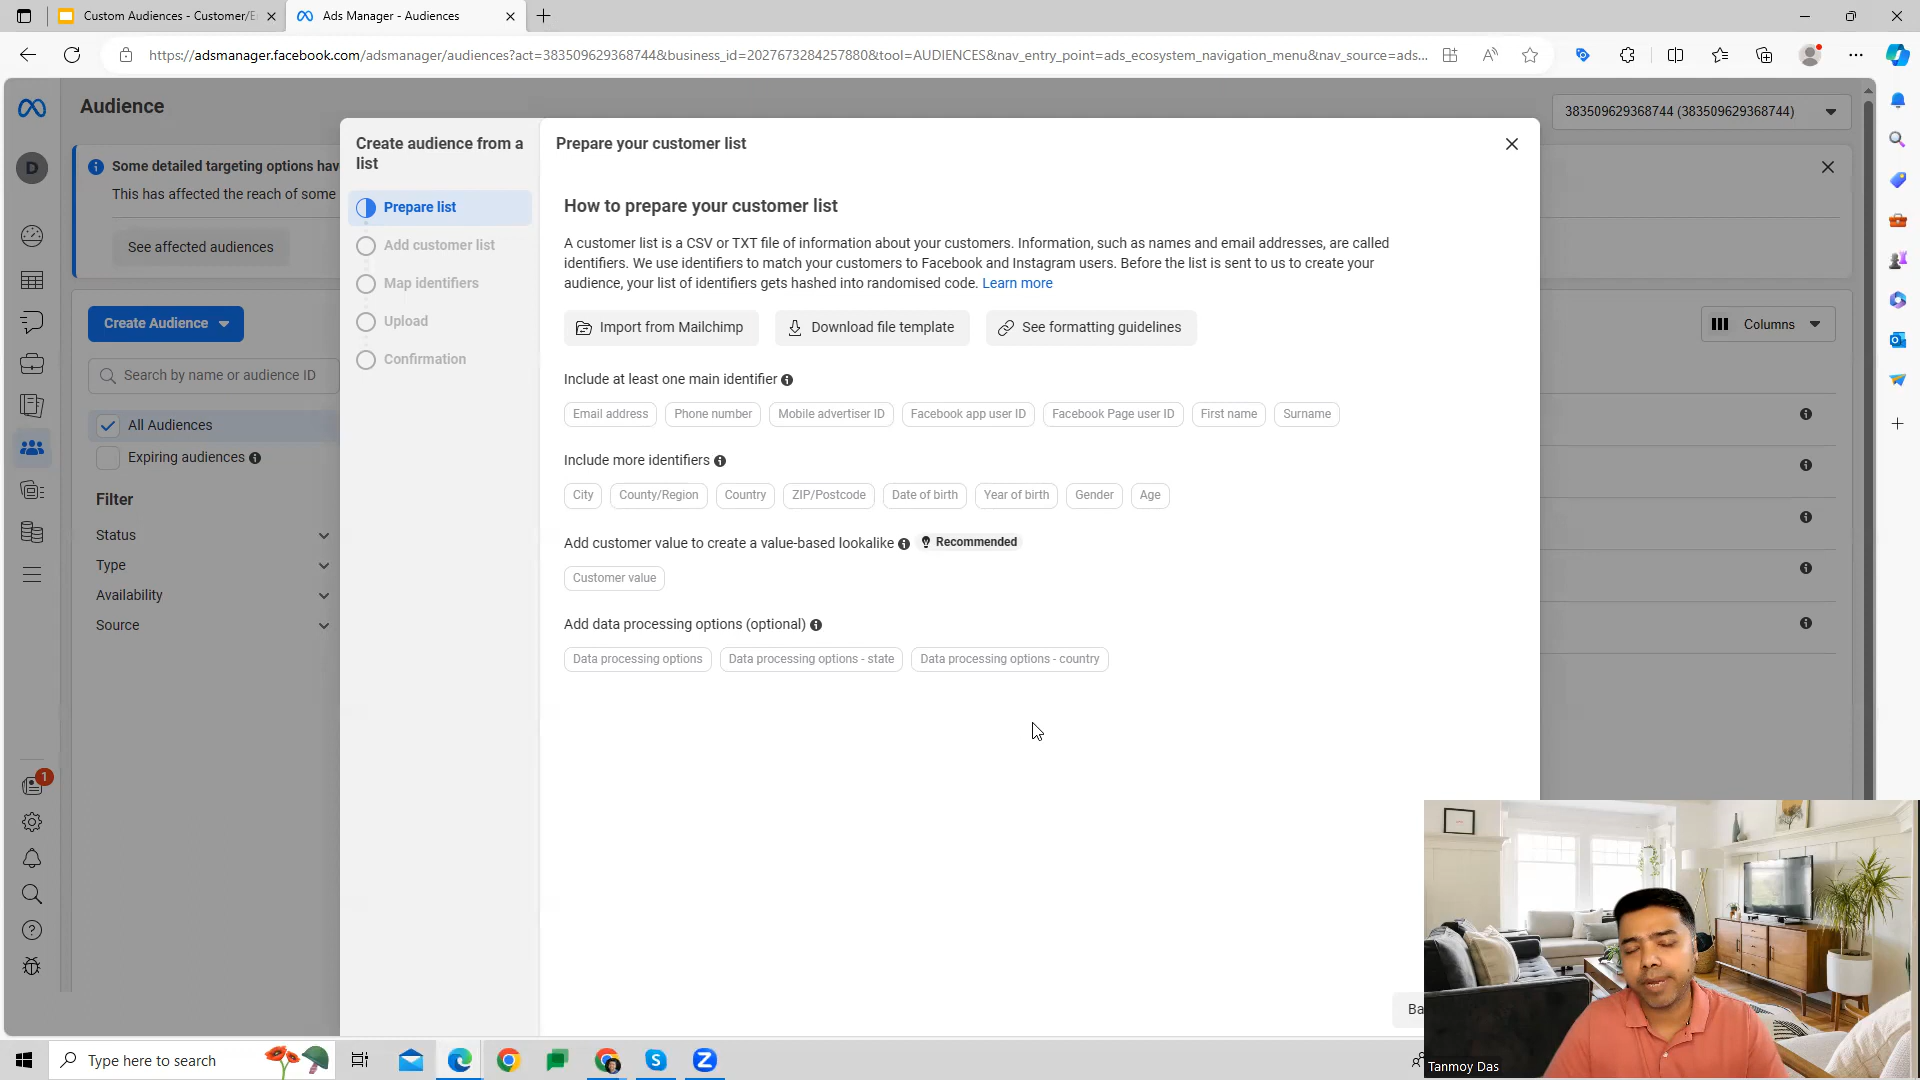 Custom Audiences - Customer/E
Ads Manager - Audiences
https://adsmanager.facebook.com/adsmanager/audiences?act=383509629368744&business_id=2027673284257880&tool=AUDIENCES&nav_entry_point=ads_ecosystem_navigation_menu&nav_source=ads...
Audience
383509629368744 (383509629368744)
D
Some detailed targeting options hav
This has affected the reach of some
See affected audiences
Create Audience
Columns
Search by name or audience ID
All Audiences
Expiring audiences
Filter
Status
Type
Availability
Source
1
Create audience from a
list
Prepare list
Add customer list
Map identifiers
Upload
Confirmation
Prepare your customer list
How to prepare your customer list
A customer list is a CSV or TXT file of information about your customers. Information, such as names and email addresses, are called
identifiers. We use identifiers to match your customers to Facebook and Instagram users. Before the list is sent to us to create your
audience, your list of identifiers gets hashed into randomised code. Learn more
Import from Mailchimp
Download file template
See formatting guidelines
Include at least one main identifier
Email address
Phone number
Mobile advertiser ID
Facebook app user ID
Facebook Page user ID
First name
Surname
Include more identifiers
City
County/Region
Country
ZIP/Postcode
Date of birth
Year of birth
Gender
Age
Add customer value to create a value-based lookalike
Recommended
Customer value
Add data processing options (optional)
Data processing options
Data processing options - state
Data processing options - country
Ba
Type here to search
Tanmoy Das